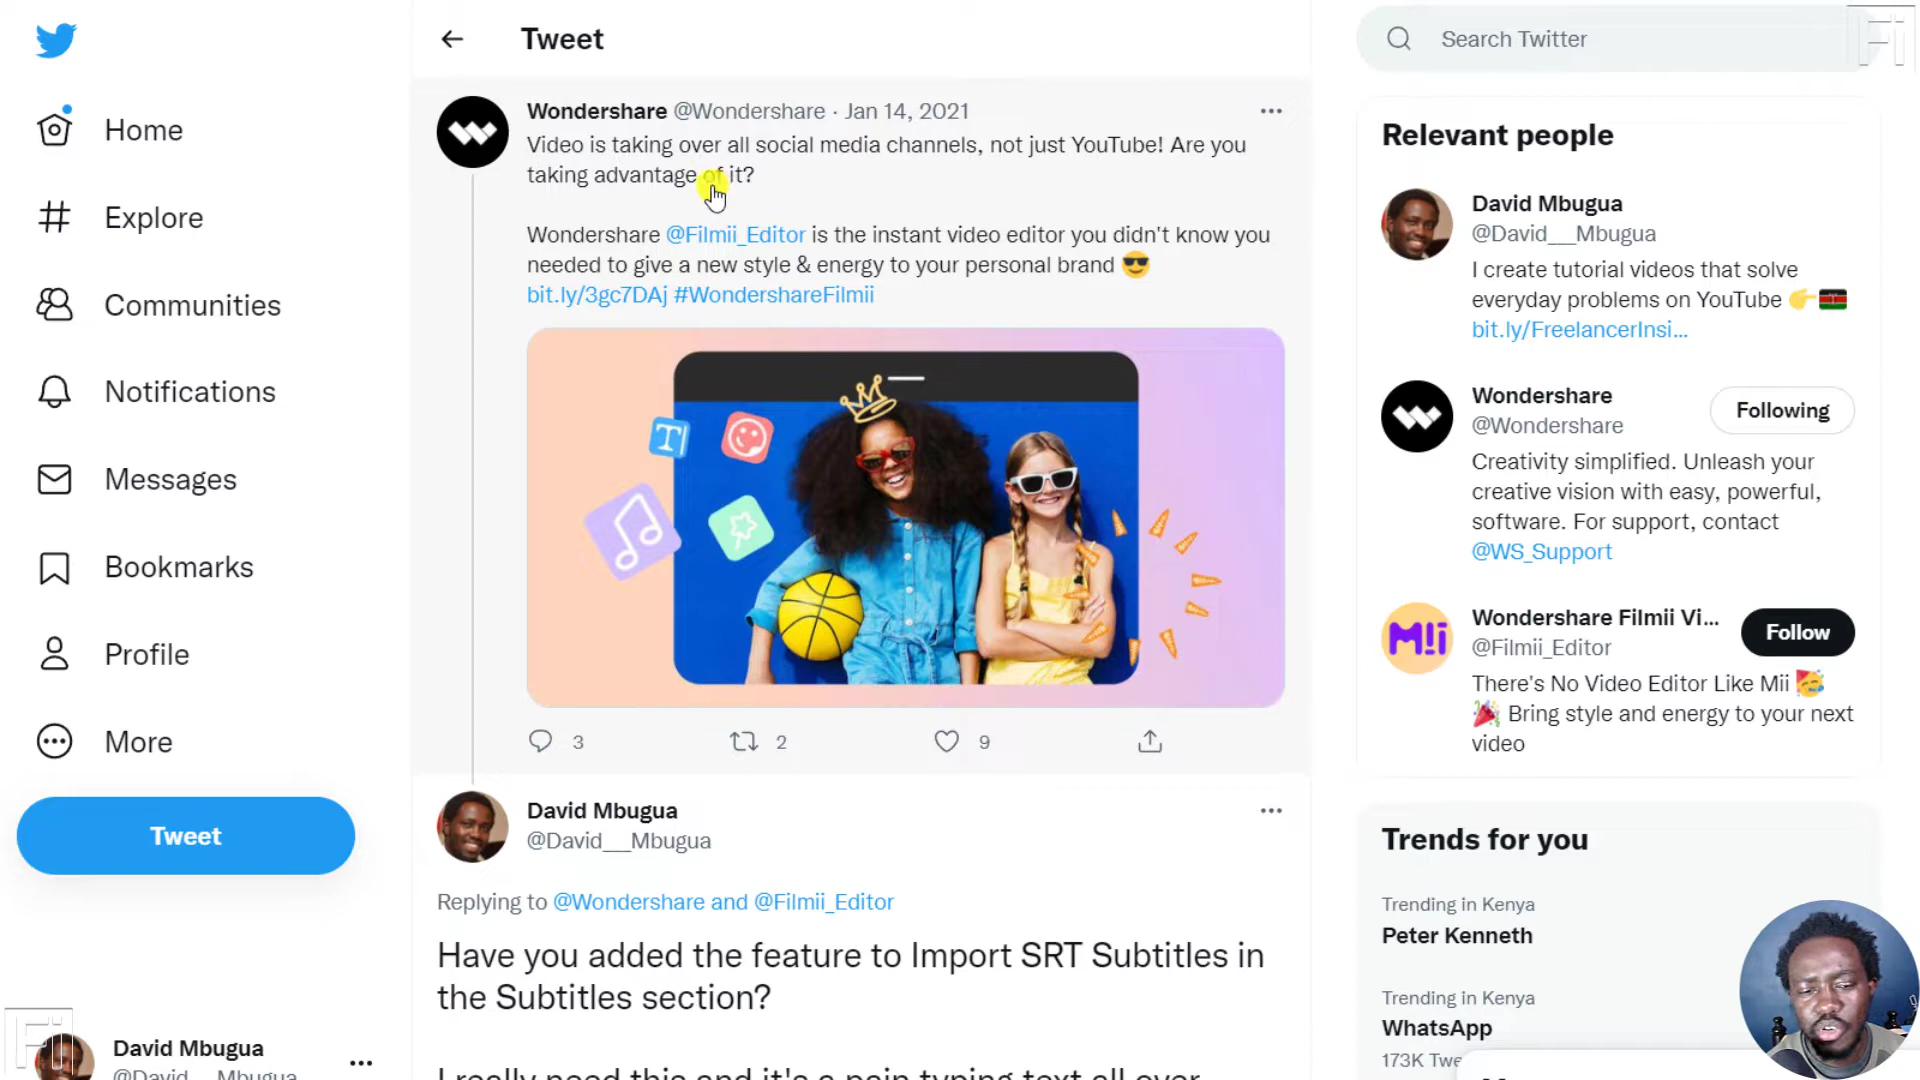 Home
Explore
Communities
Notifications
Messages
Bookmarks
Profile
More
Tweet
David Mbugua
@David__Mbugua
Tweet
Wondershare @Wondershare · Jan 14, 2021
Video is taking over all social media channels, not just YouTube! Are you
taking advantage of it?
Wondershare @Filmii_Editor is the instant video editor you didn't know you
needed to give a new style & energy to your personal brand 😎
bit.ly/3gc7DAj #WondershareFilmii
T
3
2
9
David Mbugua
@David__Mbugua
Replying to @Wondershare and @Filmii_Editor
Have you added the feature to Import SRT Subtitles in
the Subtitles section?
I really need this and it's a pain typing text all over
Search Twitter
Relevant people
David Mbugua
@David__Mbugua
I create tutorial videos that solve
everyday problems on YouTube 👉🇰🇪
bit.ly/FreelancerInsi...
Wondershare
@Wondershare
Following
Creativity simplified. Unleash your
creative vision with easy, powerful,
software. For support, contact
@WS_Support
M!i
Wondershare Filmii Vi...
@Filmii_Editor
Follow
There's No Video Editor Like Mii 🥳
🎉 Bring style and energy to your next
video
Trends for you
Trending in Kenya
Peter Kenneth
Trending in Kenya
WhatsApp
173K Twe